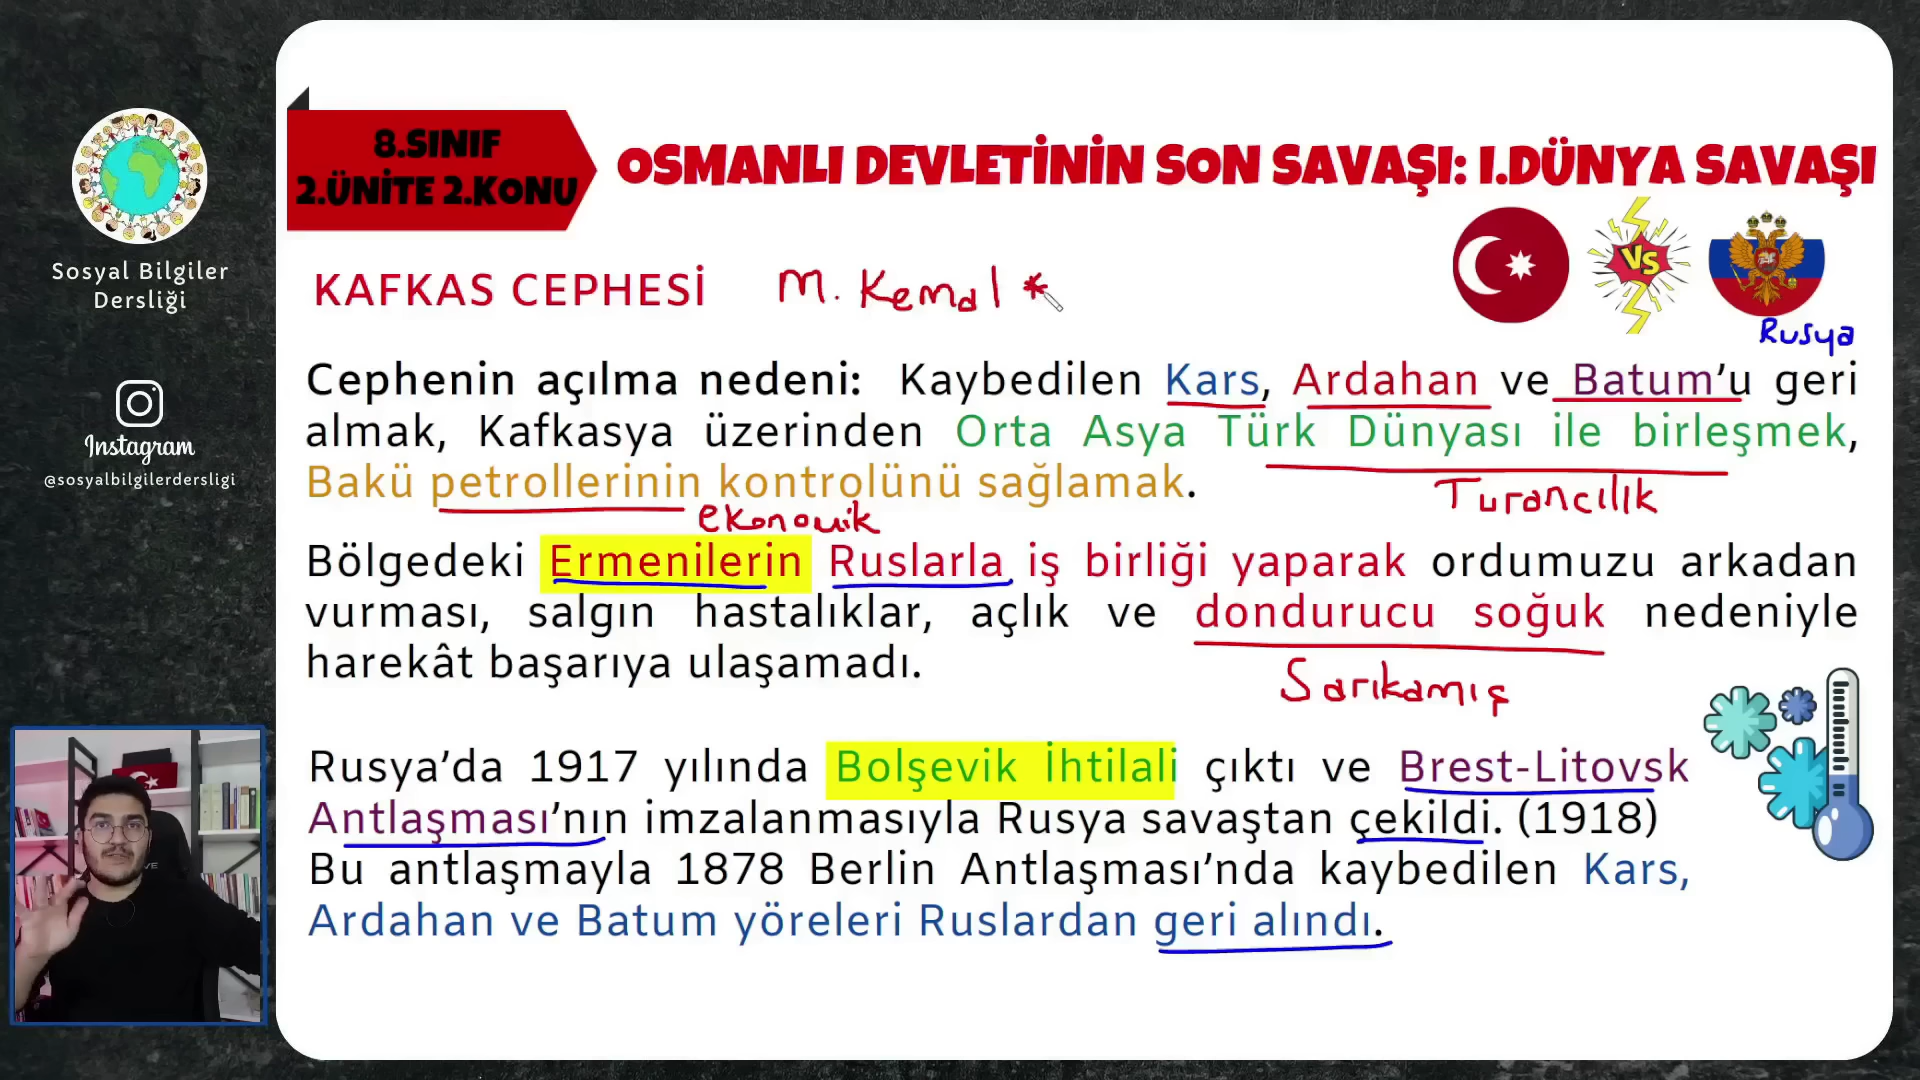 8.SINIF
2.ÜNİTE 2.KONU
OSMANLI DEVLETİNİN SON SAVAŞI: I.DÜNYA SAVAŞI
Sosyal Bilgiler
Dersliği
Instagram
@sosyalbilgilerdersligi
VS
Rusya
KAFKAS CEPHESİ M. Kemal *
Cephenin açılma nedeni: Kaybedilen Kars, Ardahan ve Batum’u geri
almak, Kafkasya üzerinden Orta Asya Türk Dünyası ile birleşmek,
Bakü petrollerinin kontrolünü sağlamak.
Turancılık
ekonomik
Bölgedeki Ermenilerin Ruslarla iş birliği yaparak ordumuzu arkadan
vurması, salgın hastalıklar, açlık ve dondurucu soğuk nedeniyle
harekât başarıya ulaşamadı.
Sarıkamış
Rusya’da 1917 yılında Bolşevik İhtilali çıktı ve Brest-Litovsk
Antlaşması’nın imzalanmasıyla Rusya savaştan çekildi. (1918)
Bu antlaşmayla 1878 Berlin Antlaşması’nda kaybedilen Kars,
Ardahan ve Batum yöreleri Ruslardan geri alındı.